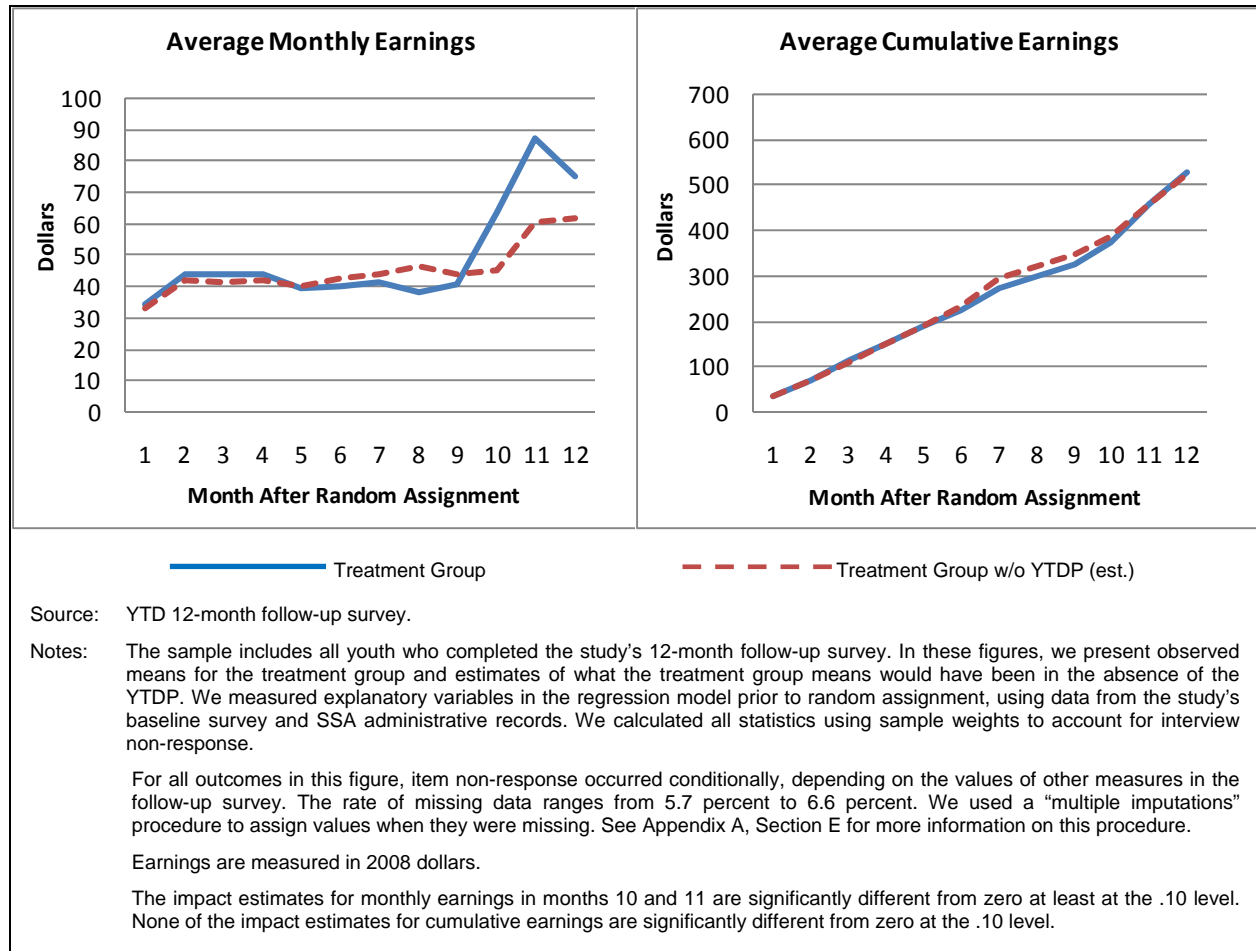 Average Monthly Earnings
100
90
80
70
60
50
40
30
20
10
0
Dollars
1 2 3 4 5 6 7 8 9 10 11 12
Month After Random Assignment
Average Cumulative Earnings
700
600
500
400
300
200
100
0
Dollars
1 2 3 4 5 6 7 8 9 10 11 12
Month After Random Assignment
Treatment Group
Treatment Group w/o YTDP (est.)
Source: YTD 12-month follow-up survey.
Notes: The sample includes all youth who completed the study’s 12-month follow-up survey. In these figures, we present observed
means for the treatment group and estimates of what the treatment group means would have been in the absence of the
YTDP. We measured explanatory variables in the regression model prior to random assignment, using data from the study’s
baseline survey and SSA administrative records. We calculated all statistics using sample weights to account for interview
non-response.
For all outcomes in this figure, item non-response occurred conditionally, depending on the values of other measures in the
follow-up survey. The rate of missing data ranges from 5.7 percent to 6.6 percent. We used a “multiple imputations”
procedure to assign values when they were missing. See Appendix A, Section E for more information on this procedure.
Earnings are measured in 2008 dollars.
The impact estimates for monthly earnings in months 10 and 11 are significantly different from zero at least at the .10 level.
None of the impact estimates for cumulative earnings are significantly different from zero at the .10 level.